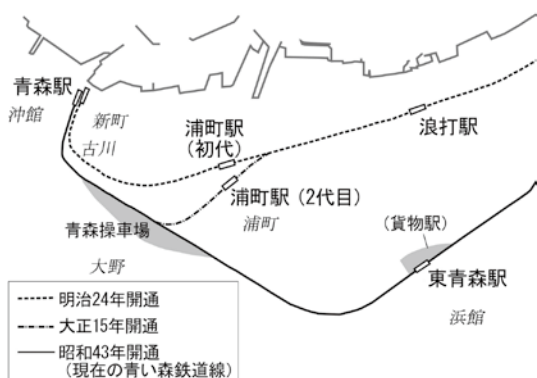 青森駅
沖館
新町
古川
浦町駅
(初代)
浪打駅
浦町駅(2代目)
青森操車場
浦町
(貨物駅)
大野
東青森駅
浜館
明治24年開通
大正15年開通
昭和43年開通
(現在の青い森鉄道線)